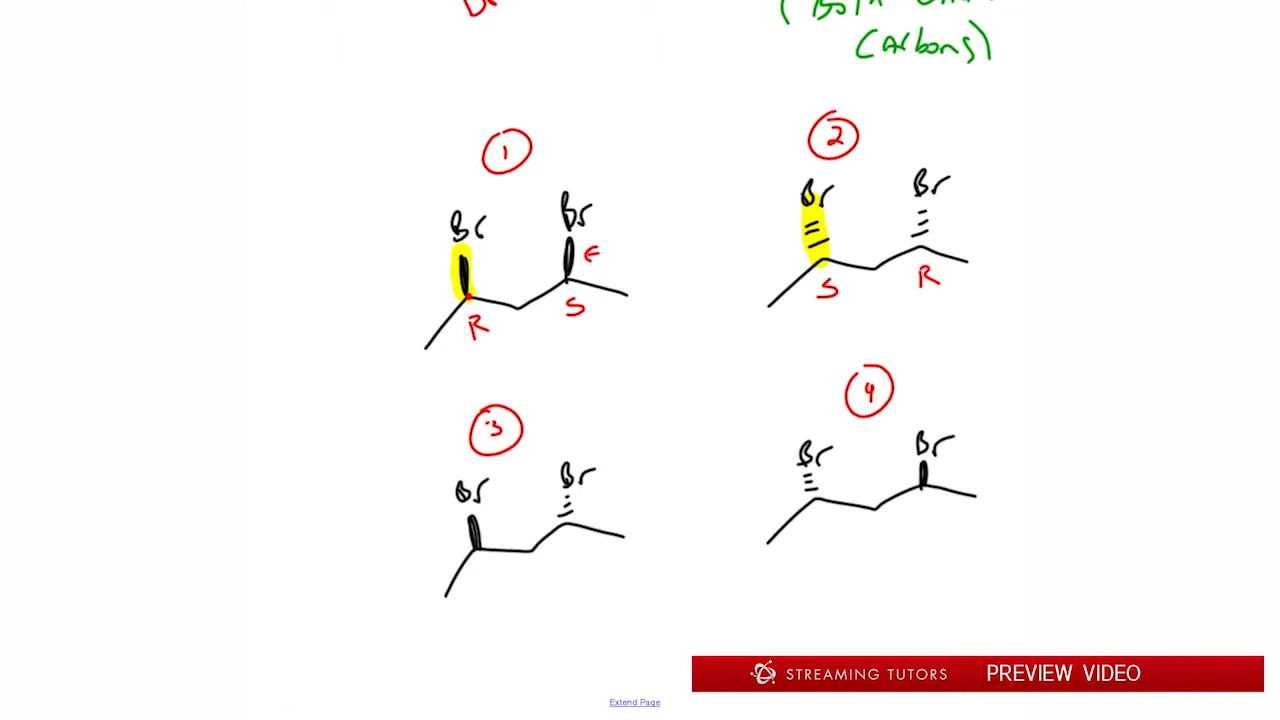 (Both
(Carbons)
1
2
Br
Br
Br
Br
E
S
R
R
S
3
4
Br
Br
Br
Br
STREAMING TUTORS PREVIEW VIDEO
Extend Page